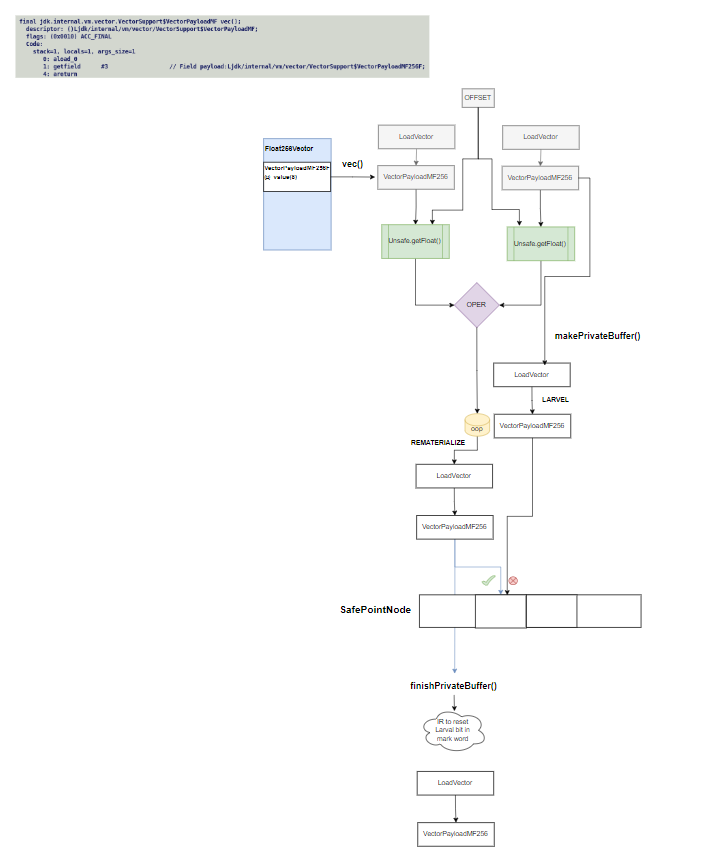 final jdk.internal.vm.vector.VectorSupport$VectorPayloadMF vec();
descriptor: ()Ljdk/internal/vm/vector/VectorSupport$VectorPayloadMF;
flags: (0x0010) ACC_FINAL
Code:
stack=1, locals=1, args_size=1
0: aload_0
1: getfield #3 // Field payload:Ljdk/internal/vm/vector/VectorSupport$VectorPayloadMF256F;
4: areturn
OFFSET
LoadVector
LoadVector
Float256Vector
VectorPayloadMF256F
value(8)
vec()
VectorPayloadMF256
VectorPayloadMF256
Unsafe.getFloat()
Unsafe.getFloat()
OPER
makePrivateBuffer()
LoadVector
LARVEL
oop
VectorPayloadMF256
REMATERIALIZE
LoadVector
VectorPayloadMF256
SafePointNode
finishPrivateBuffer()
IR to reset
Larval bit in
mark word
LoadVector
VectorPayloadMF256